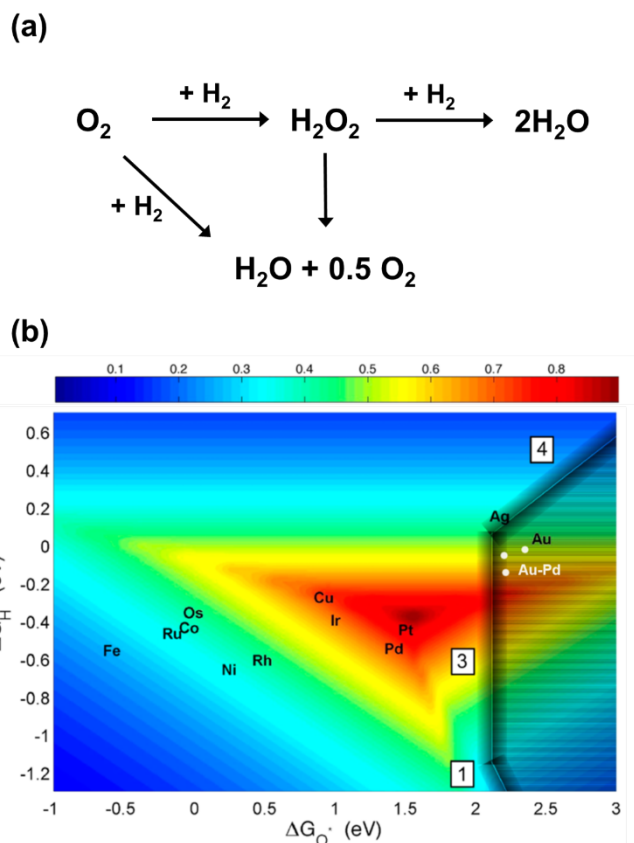 (a)
+ H₂ + H₂
O₂ H₂O₂ 2H₂O
+ H₂
H₂O + 0.5 O₂
(b)
0.1 0.2 0.3 0.4 0.5 0.6 0.7 0.8
0.6
4
0.4
0.2
Ag
0
Au
Au-Pd
-0.2
Cu
Os
Ir
-0.4
Co
Ru
Pt
Fe
Pd
-0.6
Rh
3
Ni
-0.8
-1
1
-1.2
-1 -0.5 0 0.5 1 1.5 2 2.5 3
ΔG_O* (eV)